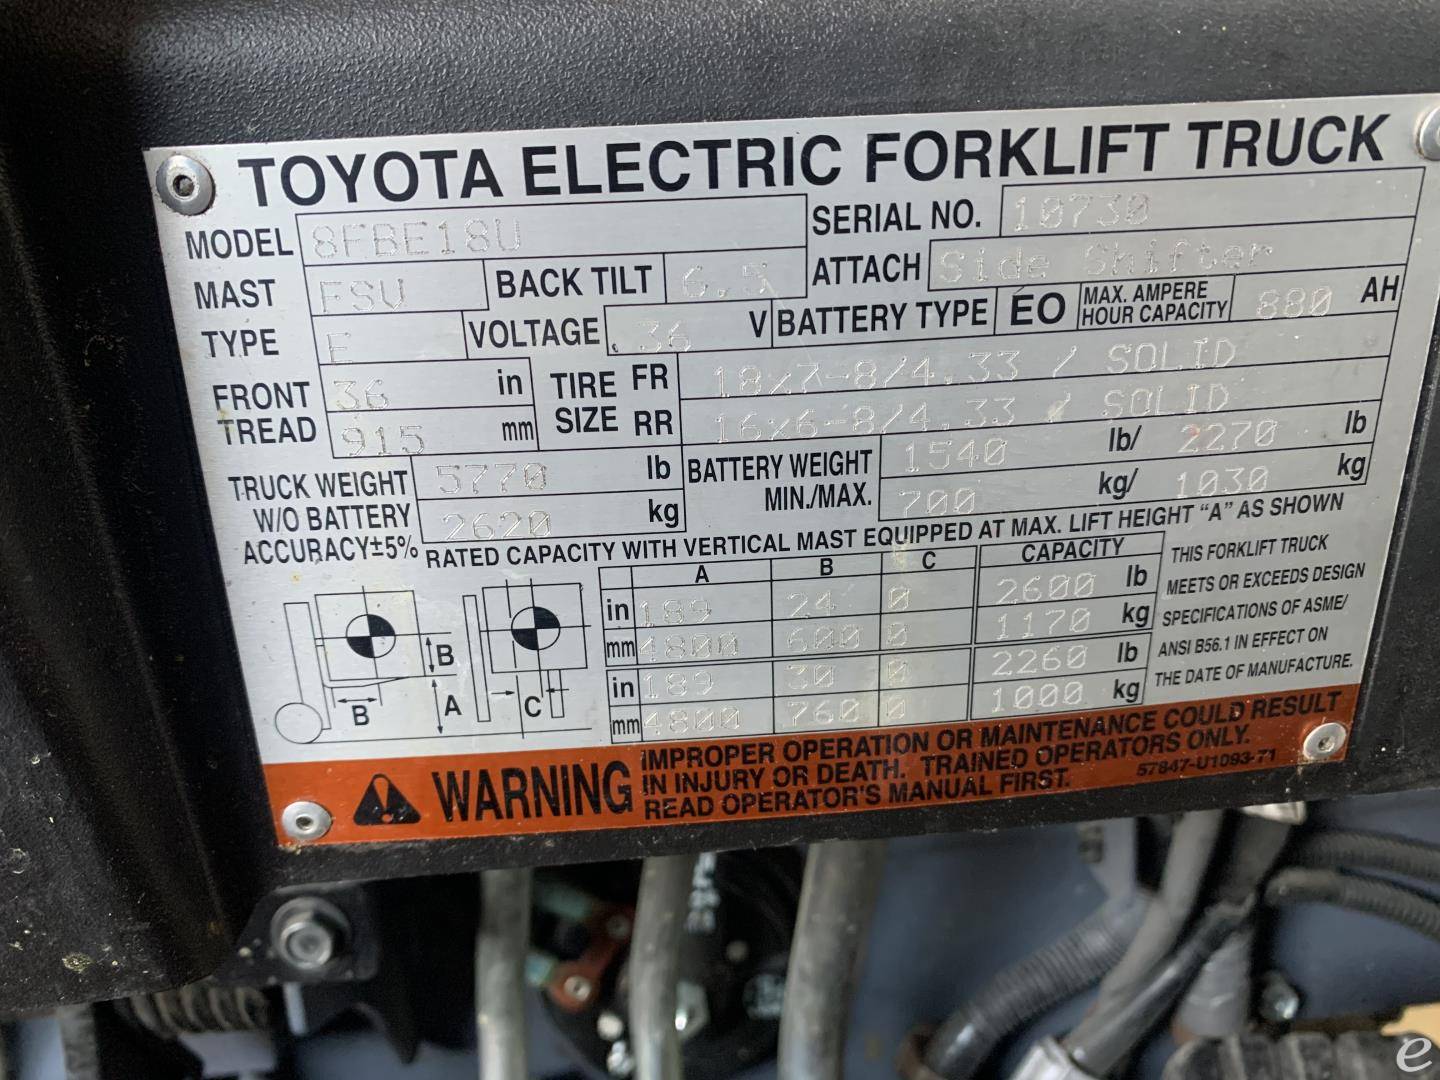 TOYOTA ELECTRIC FORKLIFT TRUCK
MODEL 8FBE18U SERIAL NO. 10730
MAST FSV BACK TILT 6.5 ATTACH Side Shifter
TYPE E VOLTAGE 36 V BATTERY TYPE EO MAX. AMPERE HOUR CAPACITY 880 AH
FRONT TREAD 36 in TIRE SIZE FR 18x7-8/4.33 / SOLID
915 mm RR 16x6-8/4.33 / SOLID
TRUCK WEIGHT W/O BATTERY ACCURACY±5% 5770 lb BATTERY WEIGHT MIN./MAX. 1540 lb/ 2270 lb
2620 kg 700 kg/ 1030 kg
RATED CAPACITY WITH VERTICAL MAST EQUIPPED AT MAX. LIFT HEIGHT “A” AS SHOWN
A B C CAPACITY
in 189 24 0 2600 lb
mm 4800 600 0 1170 kg
in 189 30 0 2260 lb
mm 4800 760 0 1000 kg
B
B
A
C
THIS FORKLIFT TRUCK
MEETS OR EXCEEDS DESIGN
SPECIFICATIONS OF ASME/
ANSI B56.1 IN EFFECT ON
THE DATE OF MANUFACTURE.
WARNING
IMPROPER OPERATION OR MAINTENANCE COULD RESULT
IN INJURY OR DEATH. TRAINED OPERATORS ONLY.
READ OPERATOR'S MANUAL FIRST. 57847-U1093-71
e